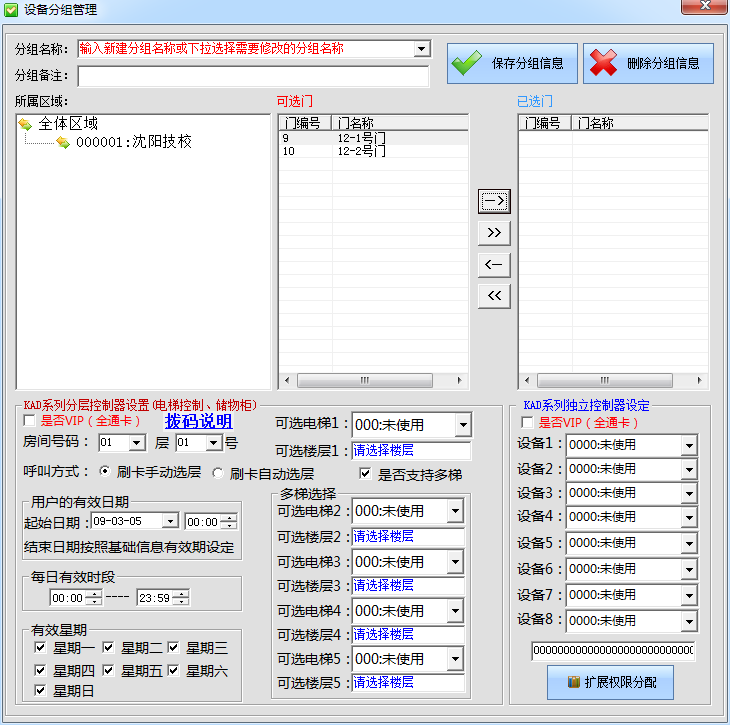 设备分组管理
分组名称: 输入新建分组名称或下拉选择需要修改的分组名称
分组备注:
保存分组信息
删除分组信息
所属区域:
可选门
已选门
全体区域
000001:沈阳技校
门编号 门名称
9 12-1号门
10 12-2号门
门编号 门名称
-->
>>
<--
<<
KAD系列分层控制器设置(电梯控制、储物柜)
是否VIP（全通卡） 拨码说明
房间号码： 01 层 01 号
呼叫方式： 刷卡手动选层 刷卡自动选层
用户的有效日期
起始日期： 09-03-05 00:00
结束日期按照基础信息有效期设定
每日有效时段
00:00 ---- 23:59
有效星期
星期一 星期二 星期三
星期四 星期五 星期六
星期日
可选电梯1： 000:未使用
可选楼层1： 请选择楼层
是否支持多梯
多梯选择
可选电梯2： 000:未使用
可选楼层2： 请选择楼层
可选电梯3： 000:未使用
可选楼层3： 请选择楼层
可选电梯4： 000:未使用
可选楼层4： 请选择楼层
可选电梯5： 000:未使用
可选楼层5： 请选择楼层
KAD系列独立控制器设定
是否VIP（全通卡）
设备1： 0000:未使用
设备2： 0000:未使用
设备3： 0000:未使用
设备4： 0000:未使用
设备5： 0000:未使用
设备6： 0000:未使用
设备7： 0000:未使用
设备8： 0000:未使用
000000000000000000000000000
扩展权限分配